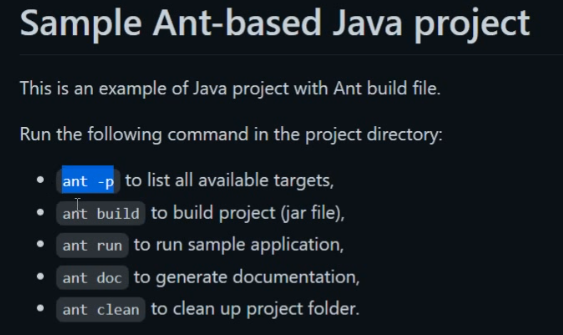 Sample Ant-based Java project
This is an example of Java project with Ant build file.
Run the following command in the project directory:
• ant -p to list all available targets,
• ant build to build project (jar file),
• ant run to run sample application,
• ant doc to generate documentation,
• ant clean to clean up project folder.